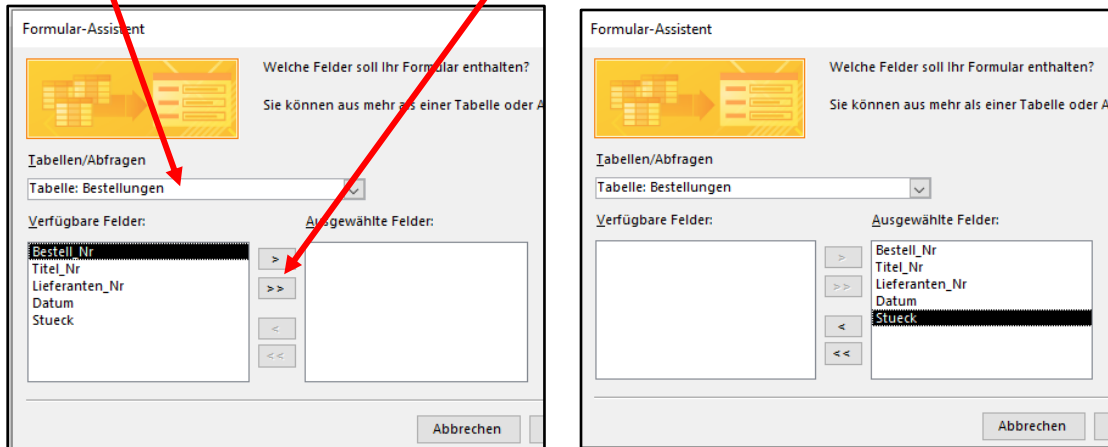 Formular-Assistent
Welche Felder soll Ihr Formular enthalten?
Sie können aus mehr als einer Tabelle oder A
Tabellen/Abfragen
Tabelle: Bestellungen
Verfügbare Felder:
Ausgewählte Felder:
Bestell_Nr
Titel_Nr
Lieferanten_Nr
Datum
Stueck
>
>>
<
<<
Abbrechen
Formular-Assistent
Welche Felder soll Ihr Formular enthalten?
Sie können aus mehr als einer Tabelle oder A
Tabellen/Abfragen
Tabelle: Bestellungen
Verfügbare Felder:
Ausgewählte Felder:
>
>>
<
<<
Bestell_Nr
Titel_Nr
Lieferanten_Nr
Datum
Stueck
Abbrechen